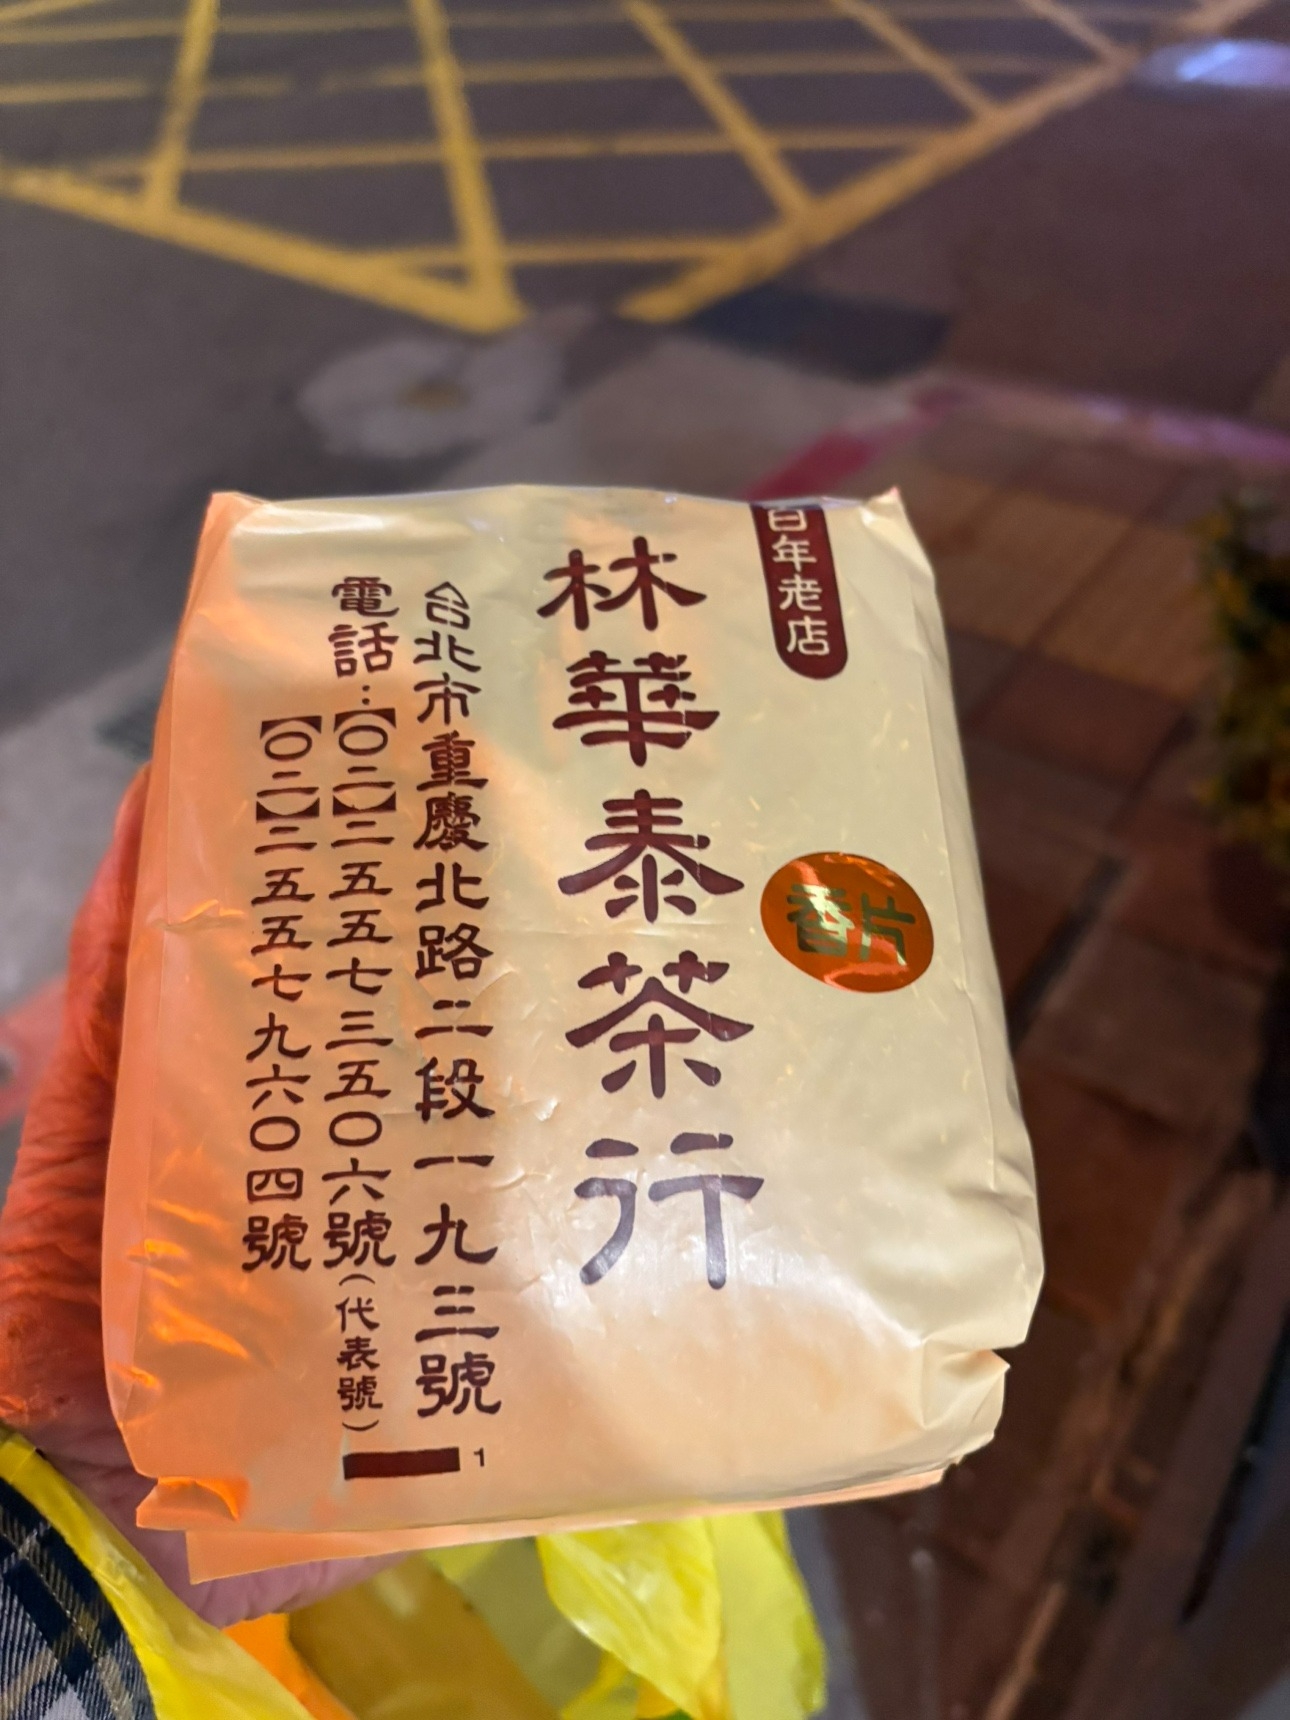 百年老店
香片
林華泰茶行
台北市重慶北路二段一九三號
電話：【〇二】二五五七三五〇六號（代表號）
【〇二】二五五七九六〇四號
1